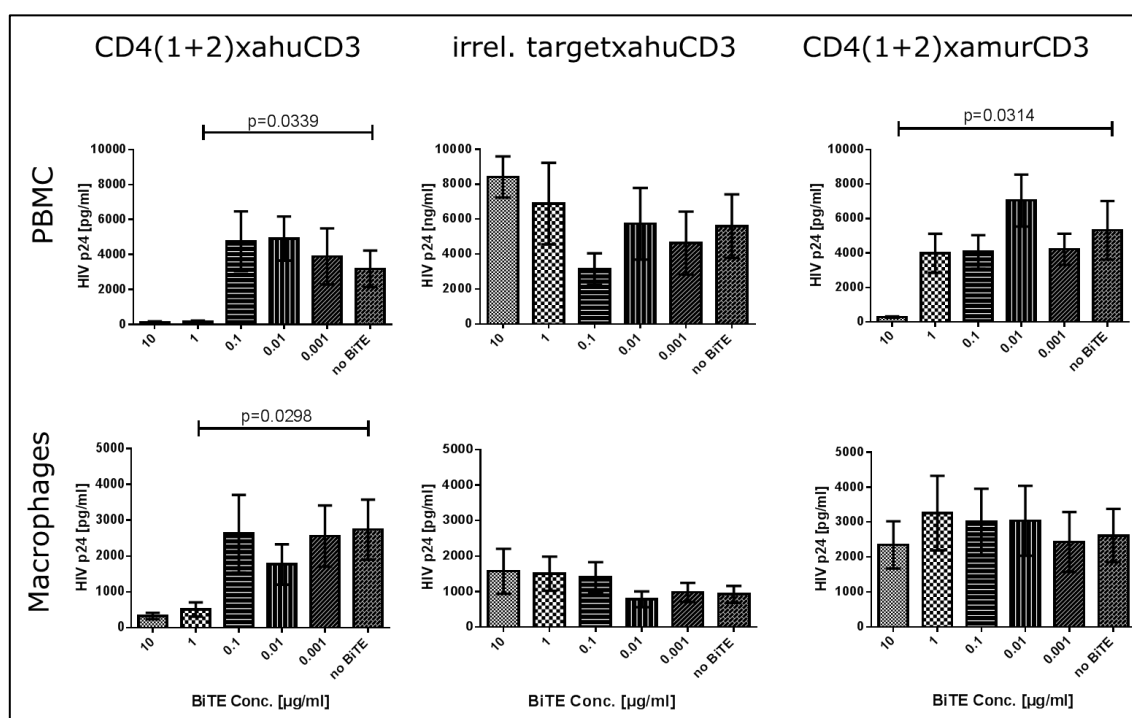 CD4(1+2)xahuCD3
irrel. targetxahuCD3
CD4(1+2)xamurCD3
PBMC
p=0.0339
HIV p24 [pg/ml]
10000
8000
6000
4000
2000
0
10
1
0.1
0.01
0.001
no BiTE
HIV p24 [ng/ml]
10000
8000
6000
4000
2000
0
10
1
0.1
0.01
0.001
no BiTE
p=0.0314
HIV p24 [pg/ml]
10000
8000
6000
4000
2000
0
10
1
0.1
0.01
0.001
no BiTE
Macrophages
p=0.0298
HIV p24 [pg/ml]
5000
4000
3000
2000
1000
0
10
1
0.1
0.01
0.001
no BiTE
BiTE Conc. [µg/ml]
HIV p24 [pg/ml]
5000
4000
3000
2000
1000
0
10
1
0.1
0.01
0.001
no BiTE
BiTE Conc. [µg/ml]
HIV p24 [pg/ml]
5000
4000
3000
2000
1000
0
10
1
0.1
0.01
0.001
no BiTE
BiTE Conc. [µg/ml]